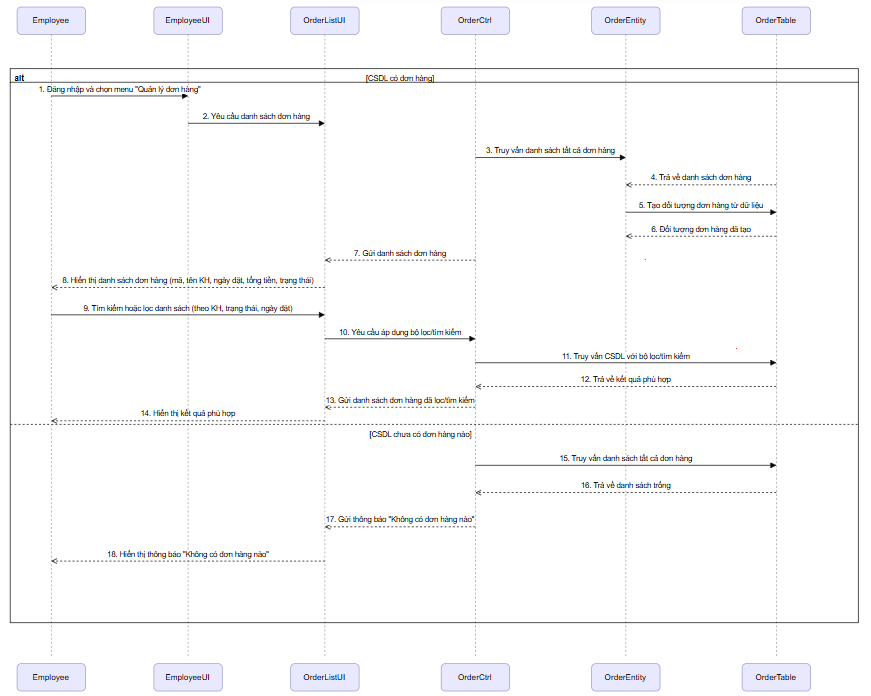 Employee EmployeeUI OrderListUI OrderCtrl OrderEntity OrderTable
alt [CSDL có đơn hàng]
1. Đăng nhập và chọn menu "Quản lý đơn hàng"
2. Yêu cầu danh sách đơn hàng
3. Truy vấn danh sách tất cả đơn hàng
4. Trả về danh sách đơn hàng
5. Tạo đối tượng đơn hàng từ dữ liệu
6. Đối tượng đơn hàng đã tạo
7. Gửi danh sách đơn hàng
8. Hiển thị danh sách đơn hàng (mã, tên KH, ngày đặt, tổng tiền, trạng thái)
9. Tìm kiếm hoặc lọc danh sách (theo KH, trạng thái, ngày đặt)
10. Yêu cầu áp dụng bộ lọc/tìm kiếm
11. Truy vấn CSDL với bộ lọc/tìm kiếm
12. Trả về kết quả phù hợp
13. Gửi danh sách đơn hàng đã lọc/tìm kiếm
14. Hiển thị kết quả phù hợp
[CSDL chưa có đơn hàng nào]
15. Truy vấn danh sách tất cả đơn hàng
16. Trả về danh sách trống
17. Gửi thông báo "Không có đơn hàng nào"
18. Hiển thị thông báo "Không có đơn hàng nào"
Employee EmployeeUI OrderListUI OrderCtrl OrderEntity OrderTable